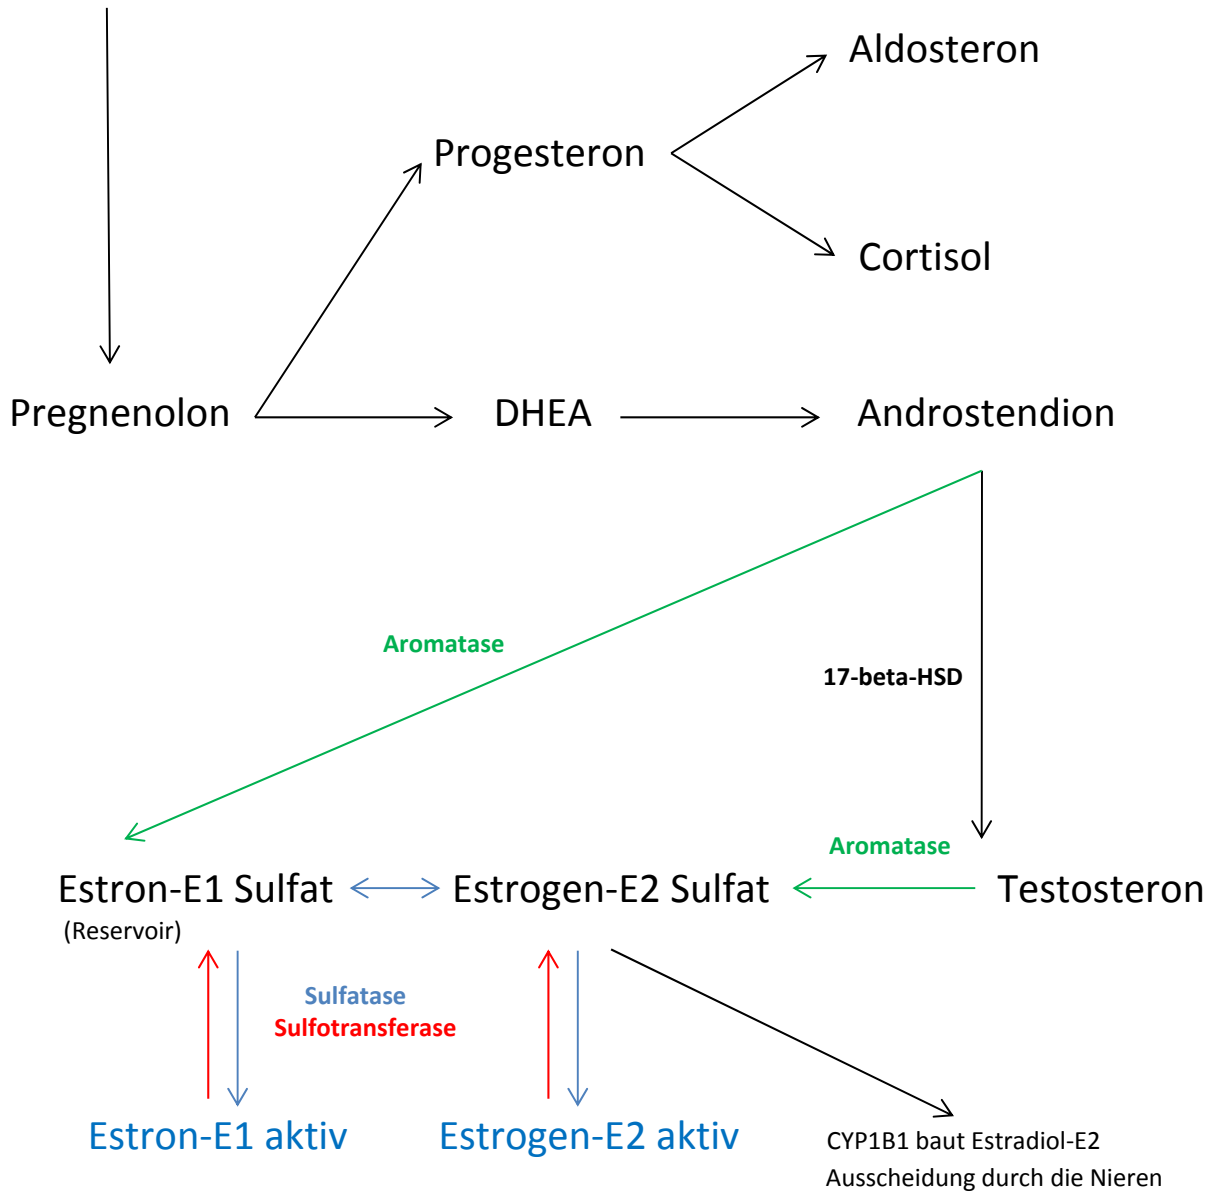 Aldosteron
Progesteron
Cortisol
Pregnenolon
DHEA
Androstendion
Aromatase
17-beta-HSD
Aromatase
Estron-E1 Sulfat
Estrogen-E2 Sulfat
Testosteron
(Reservoir)
Sulfatase
Sulfotransferase
Estron-E1 aktiv
Estrogen-E2 aktiv
CYP1B1 baut Estradiol-E2
Ausscheidung durch die Nieren